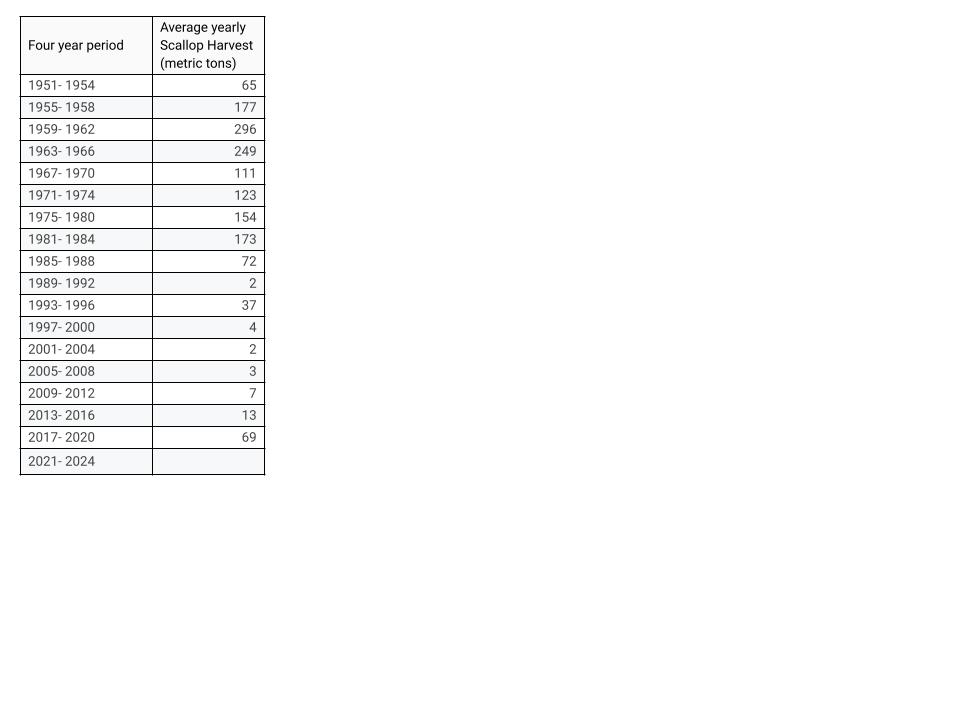 Four year period
Average yearly
Scallop Harvest
(metric tons)
1951- 1954 65
1955- 1958 177
1959- 1962 296
1963- 1966 249
1967- 1970 111
1971- 1974 123
1975- 1980 154
1981- 1984 173
1985- 1988 72
1989- 1992 2
1993- 1996 37
1997- 2000 4
2001- 2004 2
2005- 2008 3
2009- 2012 7
2013- 2016 13
2017- 2020 69
2021- 2024